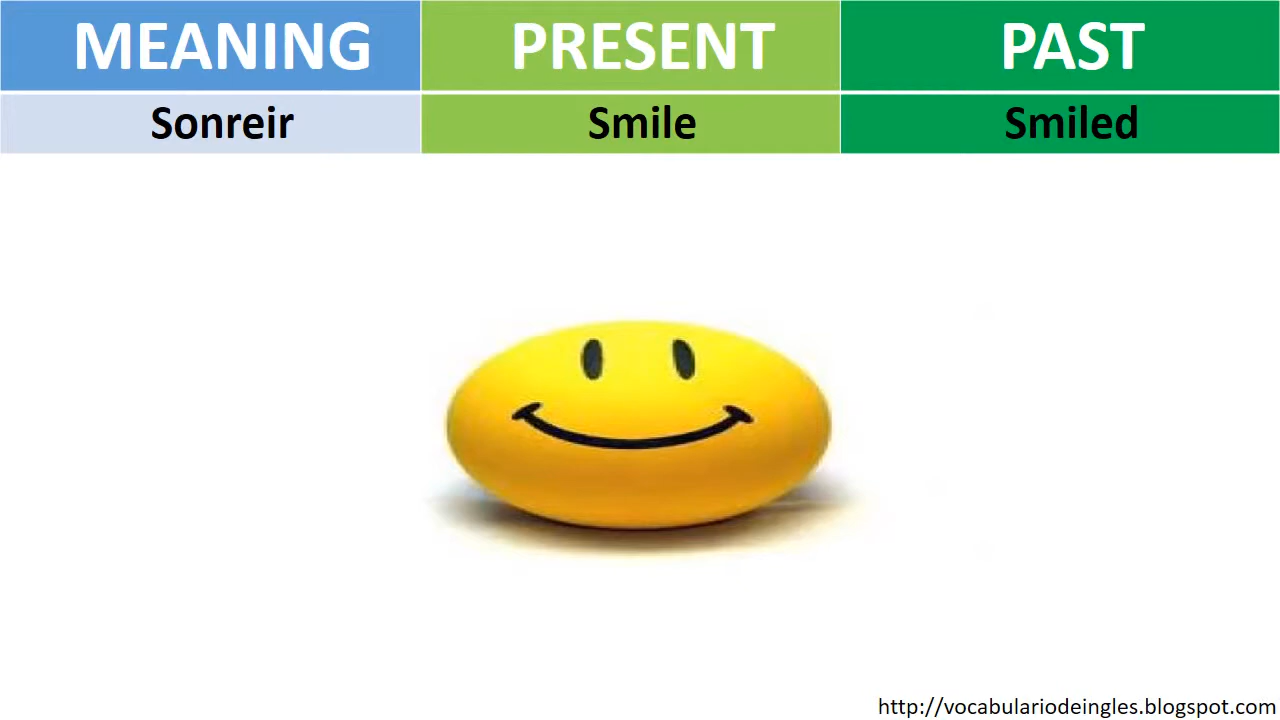 MEANING PRESENT PAST
Sonreir Smile Smiled
http://vocabulariodeingles.blogspot.com